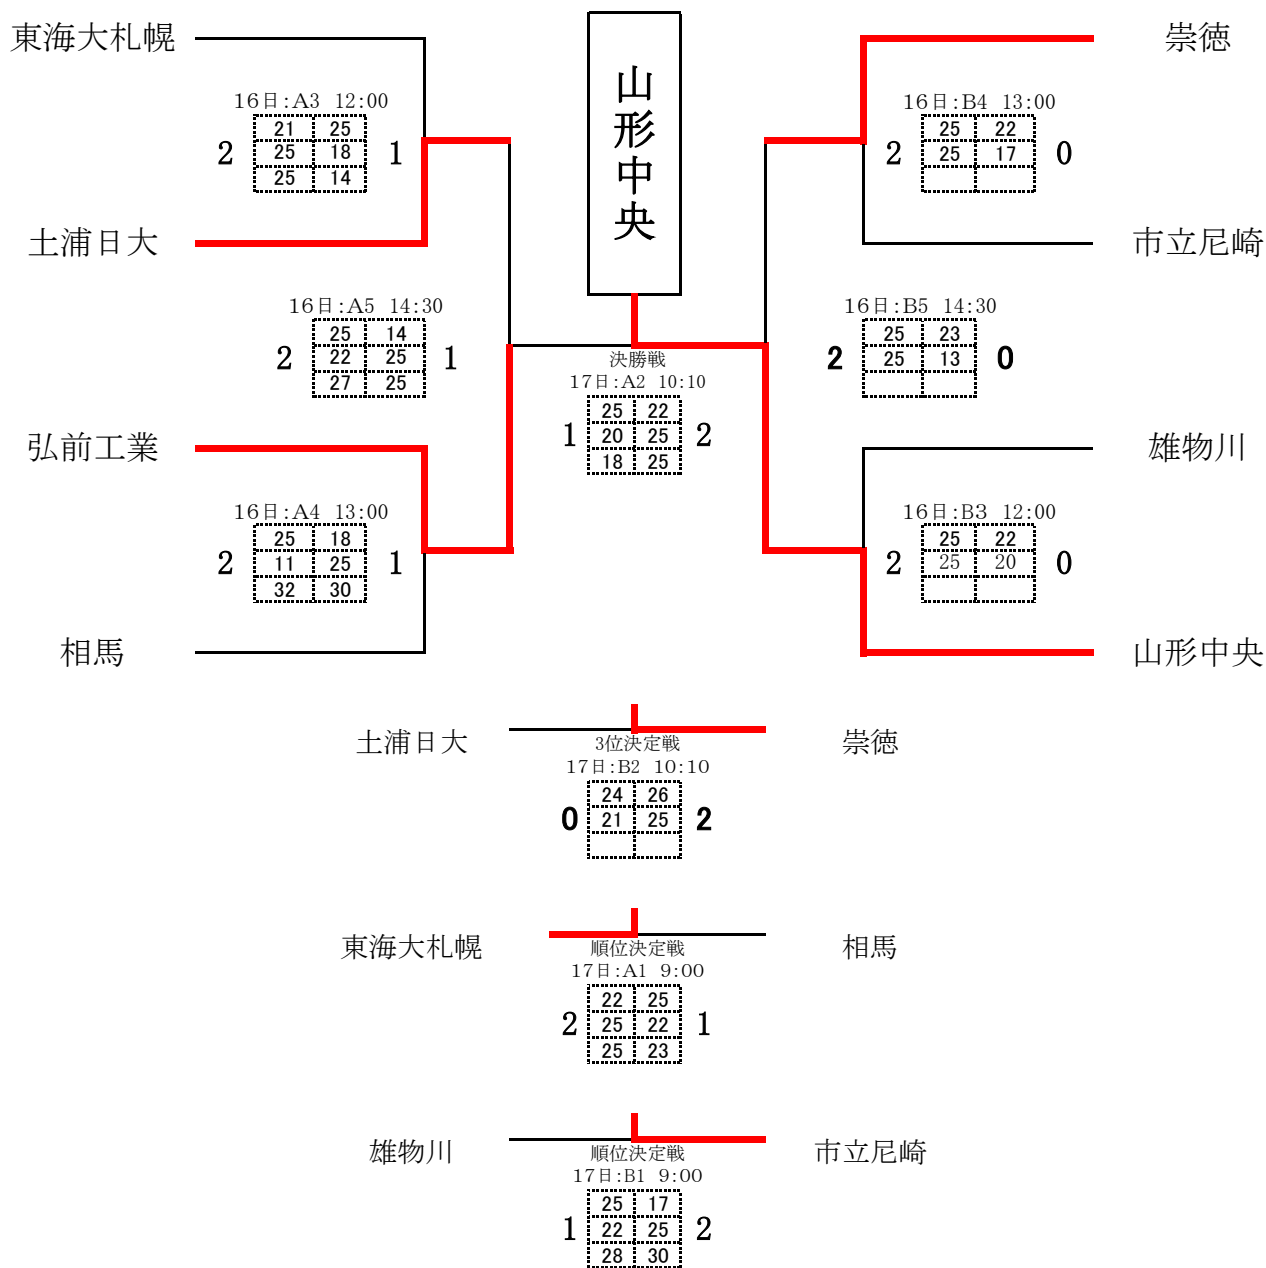 東海大札幌
16日:A3 12:00
2 21 25 1
25 18
25 14
土浦日大
16日:A5 14:30
2 25 14 1
22 25
27 25
弘前工業
16日:A4 13:00
2 25 18 1
11 25
32 30
相馬
山形中央
決勝戦
17日:A2 10:10
1 25 22 2
20 25
18 25
崇徳
16日:B4 13:00
2 25 22 0
25 17
市立尼崎
16日:B5 14:30
2 25 23 0
25 13
雄物川
16日:B3 12:00
2 25 22 0
25 20
山形中央
土浦日大 崇徳
3位決定戦
17日:B2 10:10
0 24 26 2
21 25
東海大札幌 相馬
順位決定戦
17日:A1 9:00
2 22 25 1
25 22
25 23
雄物川 市立尼崎
順位決定戦
17日:B1 9:00
1 25 17 2
22 25
28 30